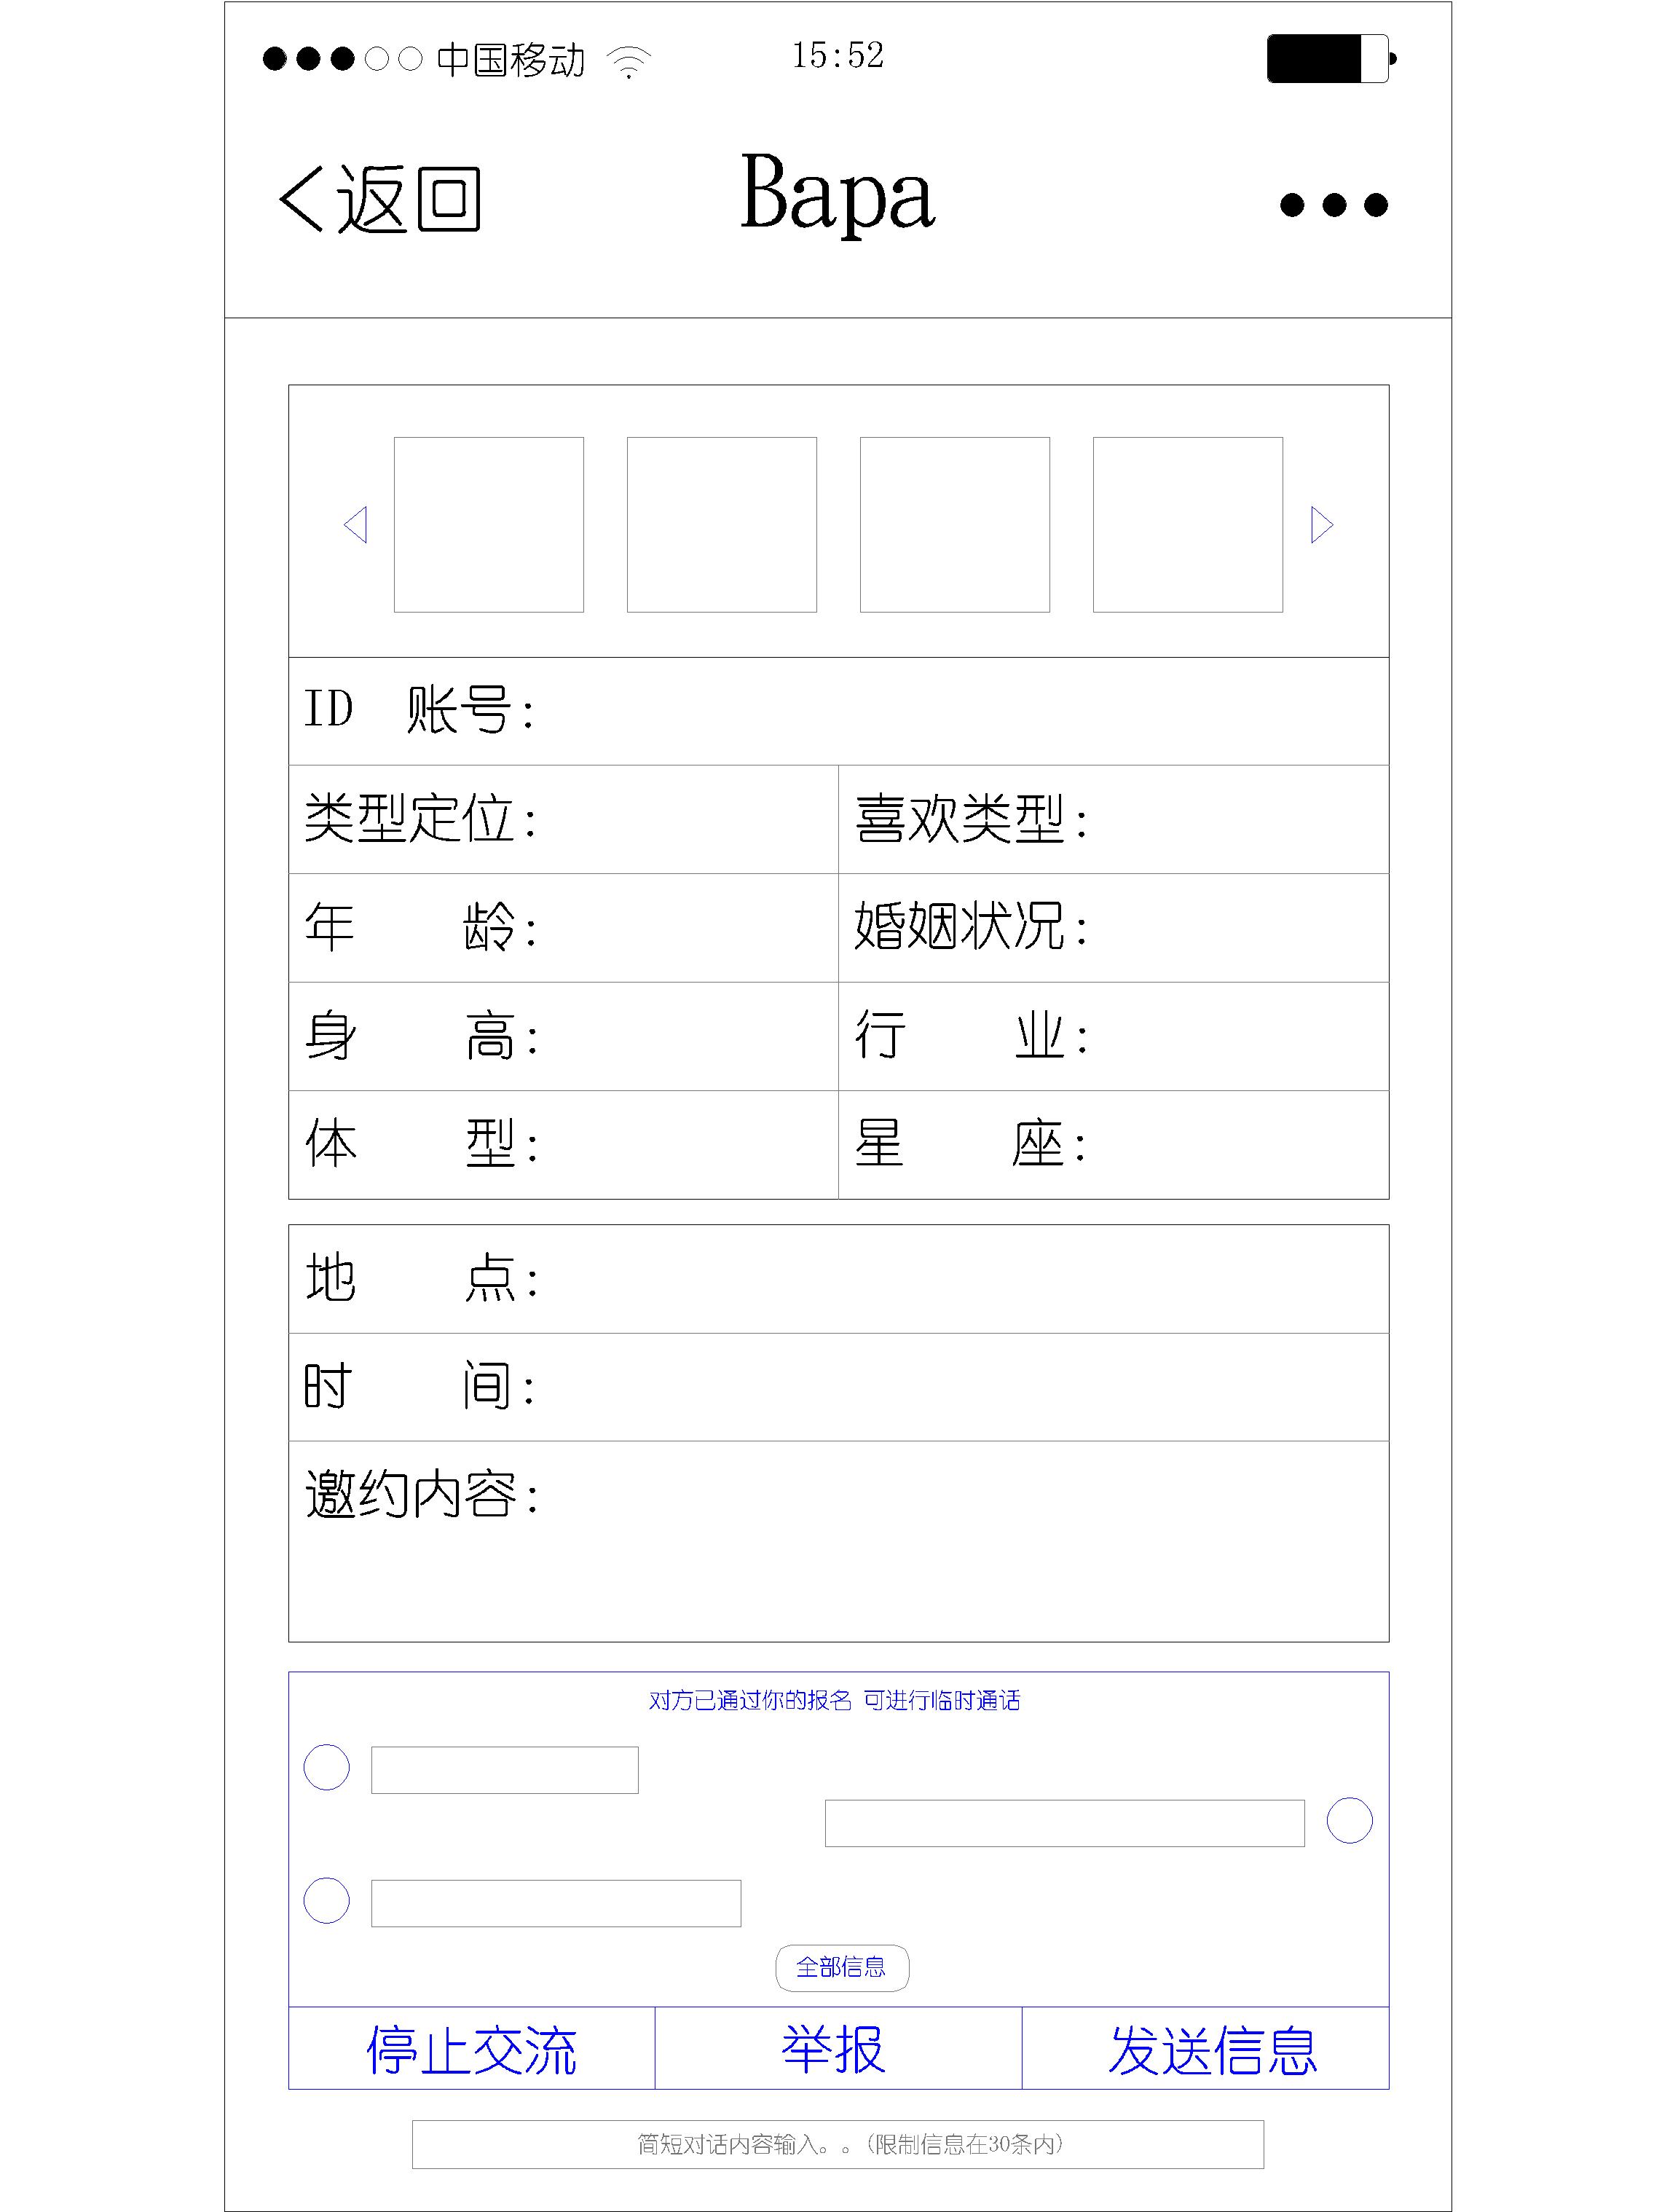 中国移动 15:52
<返回 Bapa
ID 账号:
类型定位: 喜欢类型:
年 龄: 婚姻状况:
身 高: 行 业:
体 型: 星 座:
地 点:
时 间:
邀约内容:
对方已通过你的报名 可进行临时通话
全部信息
停止交流 举报 发送信息
简短对话内容输入。。(限制信息在30条内)